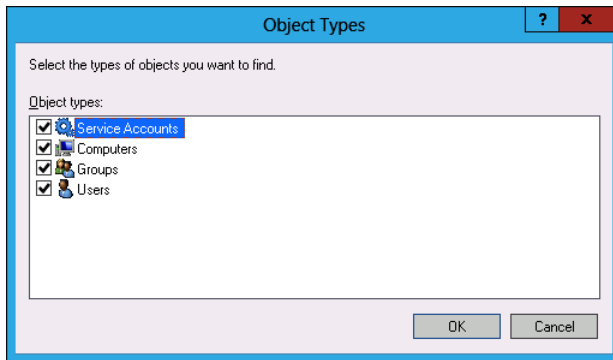 Object Types
?
x
Select the types of objects you want to find.
Object types:
Service Accounts
Computers
Groups
Users
OK
Cancel